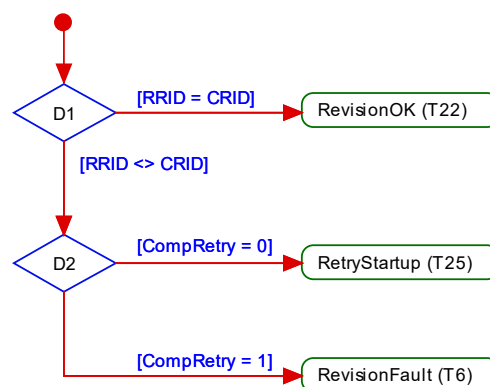 [RRID = CRID]
D1
RevisionOK (T22)
[RRID <> CRID]
[CompRetry = 0]
D2
RetryStartup (T25)
[CompRetry = 1]
RevisionFault (T6)